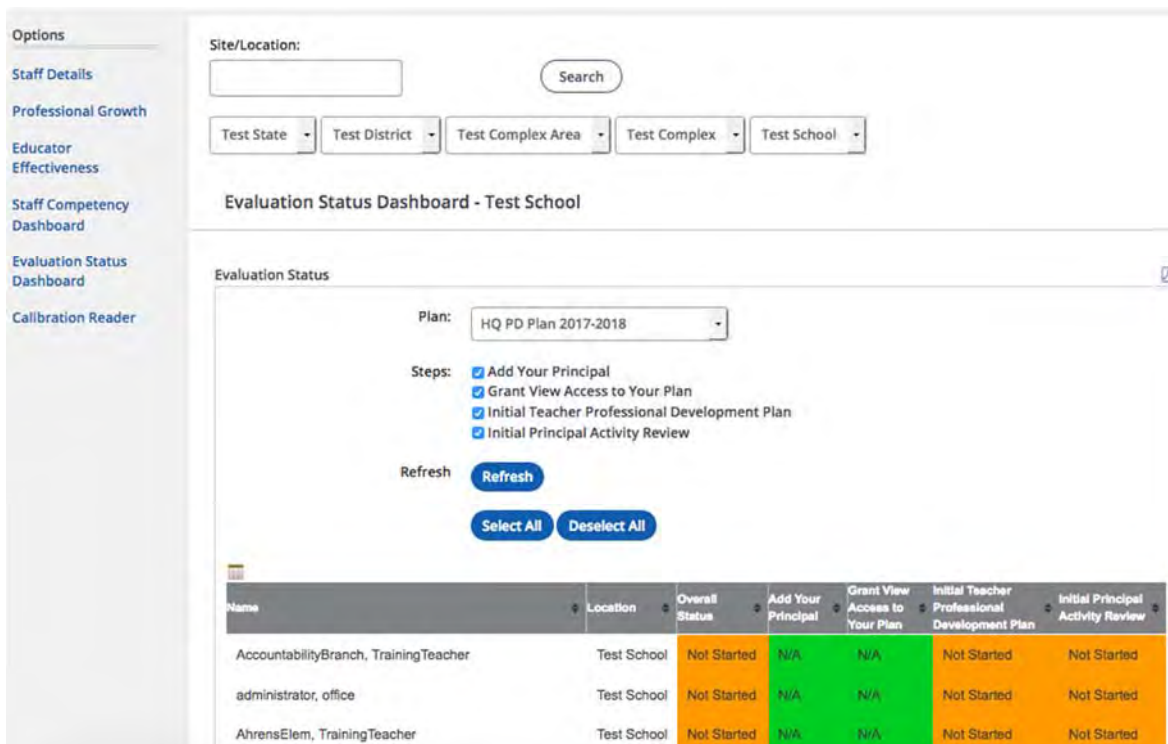 Options
Staff Details
Professional Growth
Educator
Effectiveness
Staff Competency
Dashboard
Evaluation Status
Dashboard
Calibration Reader
Site/Location:
Search
Test State
Test District
Test Complex Area
Test Complex
Test School
Evaluation Status Dashboard - Test School
Evaluation Status
Plan:
HQ PD Plan 2017-2018
Steps:
Add Your Principal
Grant View Access to Your Plan
Initial Teacher Professional Development Plan
Initial Principal Activity Review
Refresh
Refresh
Select All
Deselect All
Name
Location
Overall
Status
Add Your
Principal
Grant View
Access to
Your Plan
Initial Teacher
Professional
Development Plan
Initial Principal
Activity Review
AccountabilityBranch, TrainingTeacher Test School Not Started N/A N/A Not Started Not Started
administrator, office Test School Not Started N/A N/A Not Started Not Started
AhrensElem, TrainingTeacher Test School Not Started N/A N/A Not Started Not Started